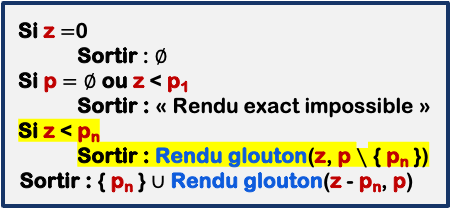 Si z =0
Sortir : ∅
Si p = ∅ ou z < p₁
Sortir : « Rendu exact impossible »
Si z < pₙ
Sortir : Rendu glouton(z, p \ { pₙ })
Sortir : { pₙ } ∪ Rendu glouton(z - pₙ, p)